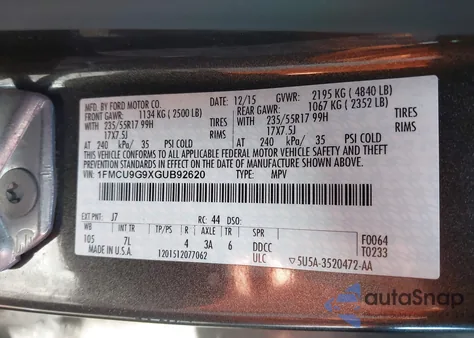 MFD. BY FORD MOTOR CO. 12/15 GVWR: 2195 KG ( 4840 LB)
FRONT GAWR: 1134 KG ( 2500 LB) REAR GAWR: 1067 KG ( 2352 LB)
WITH 235/55R17 99H TIRES WITH 235/55R17 99H TIRES
17X7.5J 17X7.5J
AT 240 kPa/ 35 PSI COLD AT 240 kPa/ 35 PSI COLD
THIS VEHICLE CONFORMS TO ALL APPLICABLE FEDERAL MOTOR VEHICLE SAFETY AND THEFT
PREVENTION STANDARDS IN EFFECT ON THE DATE OF MANUFACTURE SHOWN ABOVE.
VIN: 1FMCU9G9XGUB92620 TYPE: MPV
EXT PNT: J7 RC: 44 DSO:
WB INT TR TP/PS R AXLE TR SPR F0064
105 7L 4 3A 6 DDCC T0233
MADE IN U.S.A. 1201512077062 ULC 5U5A-3520472-AA
autoSnap